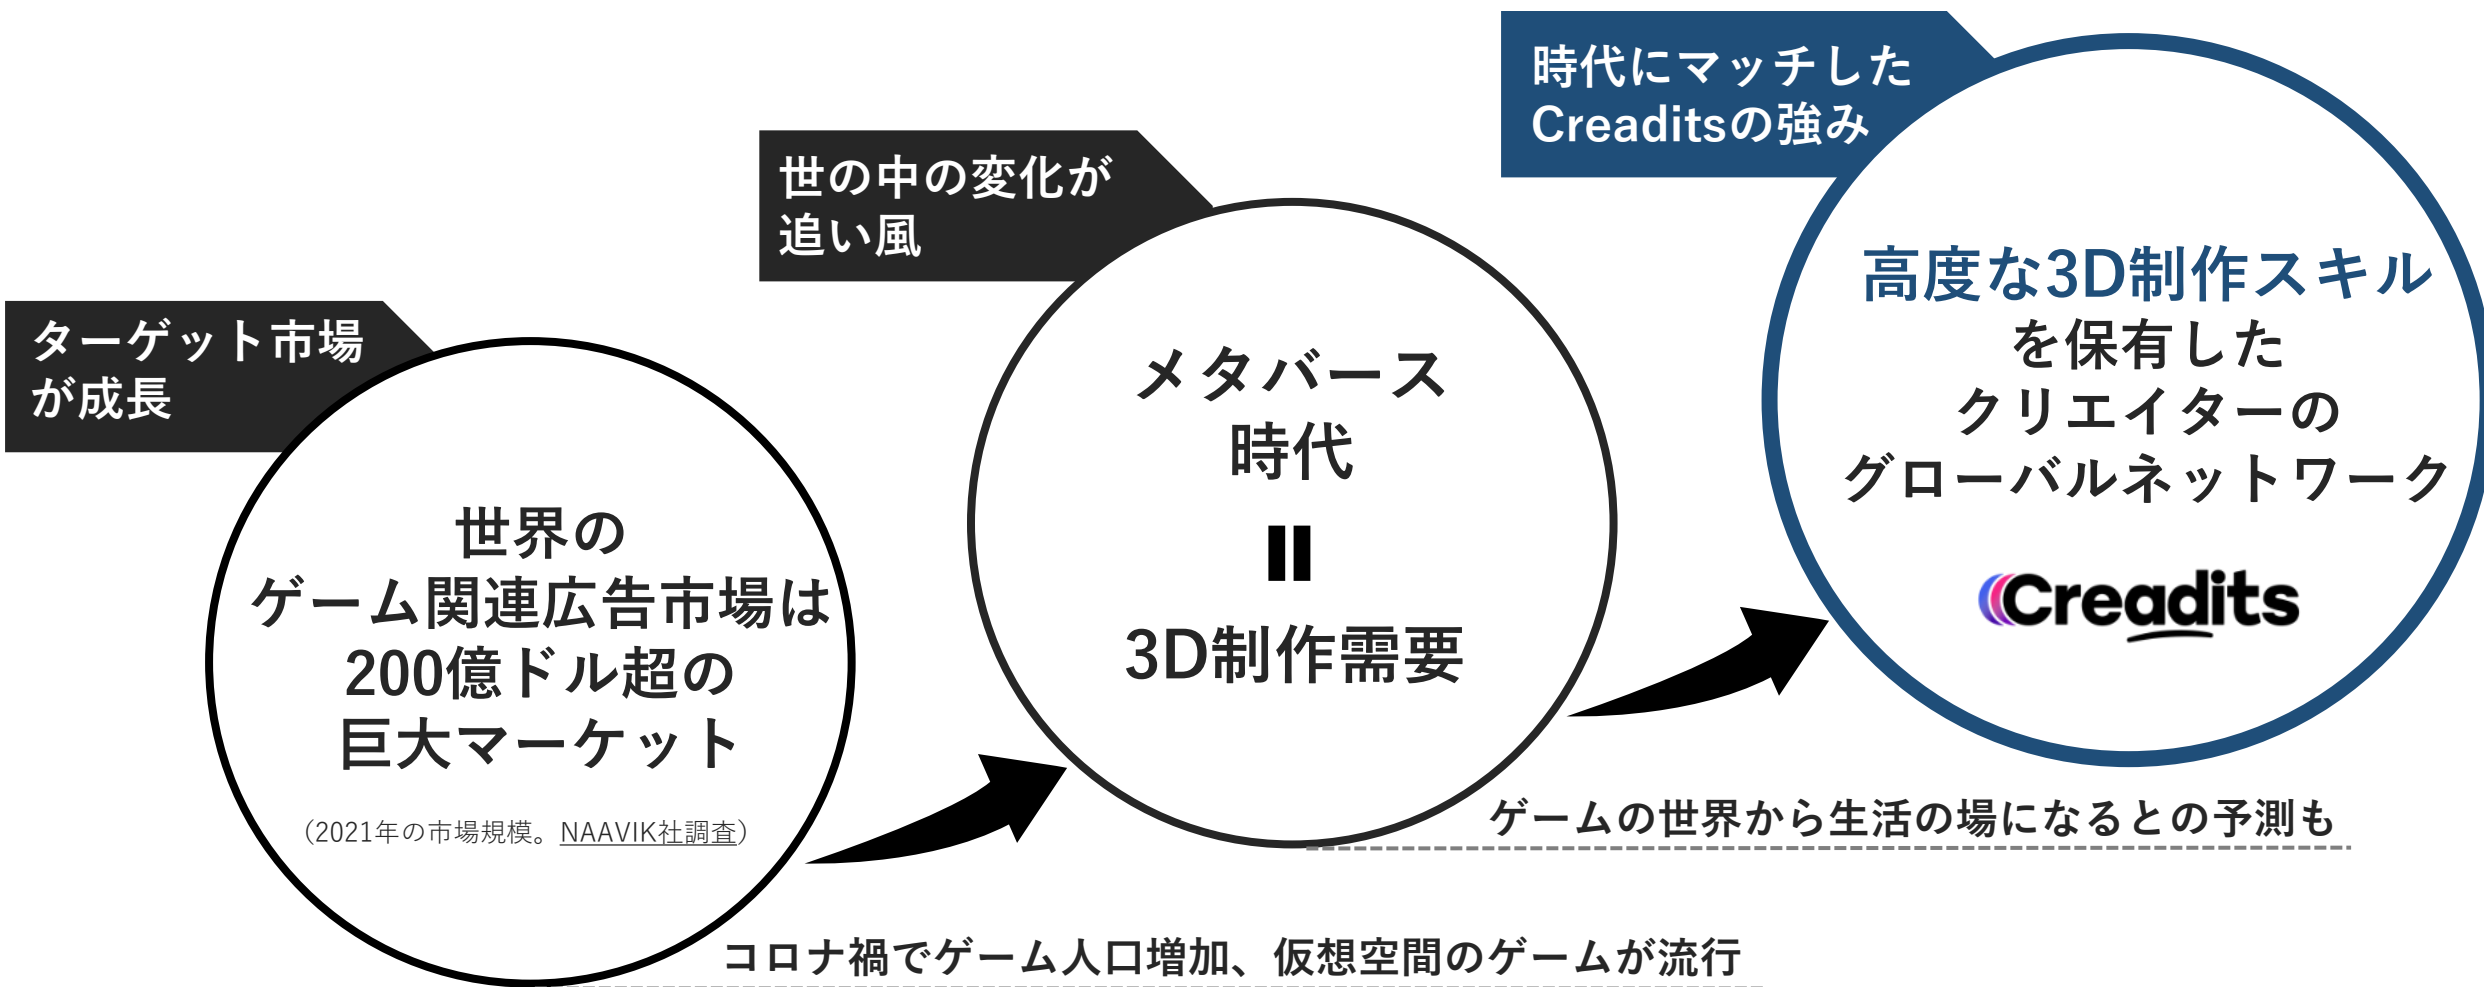 ターゲット市場
が成長
世界の
ゲーム関連広告市場は
200億ドル超の
巨大マーケット
（2021年の市場規模。NAAVIK社調査）
コロナ禍でゲーム人口増加、仮想空間のゲームが流行
世の中の変化が
追い風
メタバース
時代
=
3D制作需要
ゲームの世界から生活の場になるとの予測も
時代にマッチした
Creaditsの強み
高度な3D制作スキル
を保有した
クリエイターの
グローバルネットワーク
Creadits